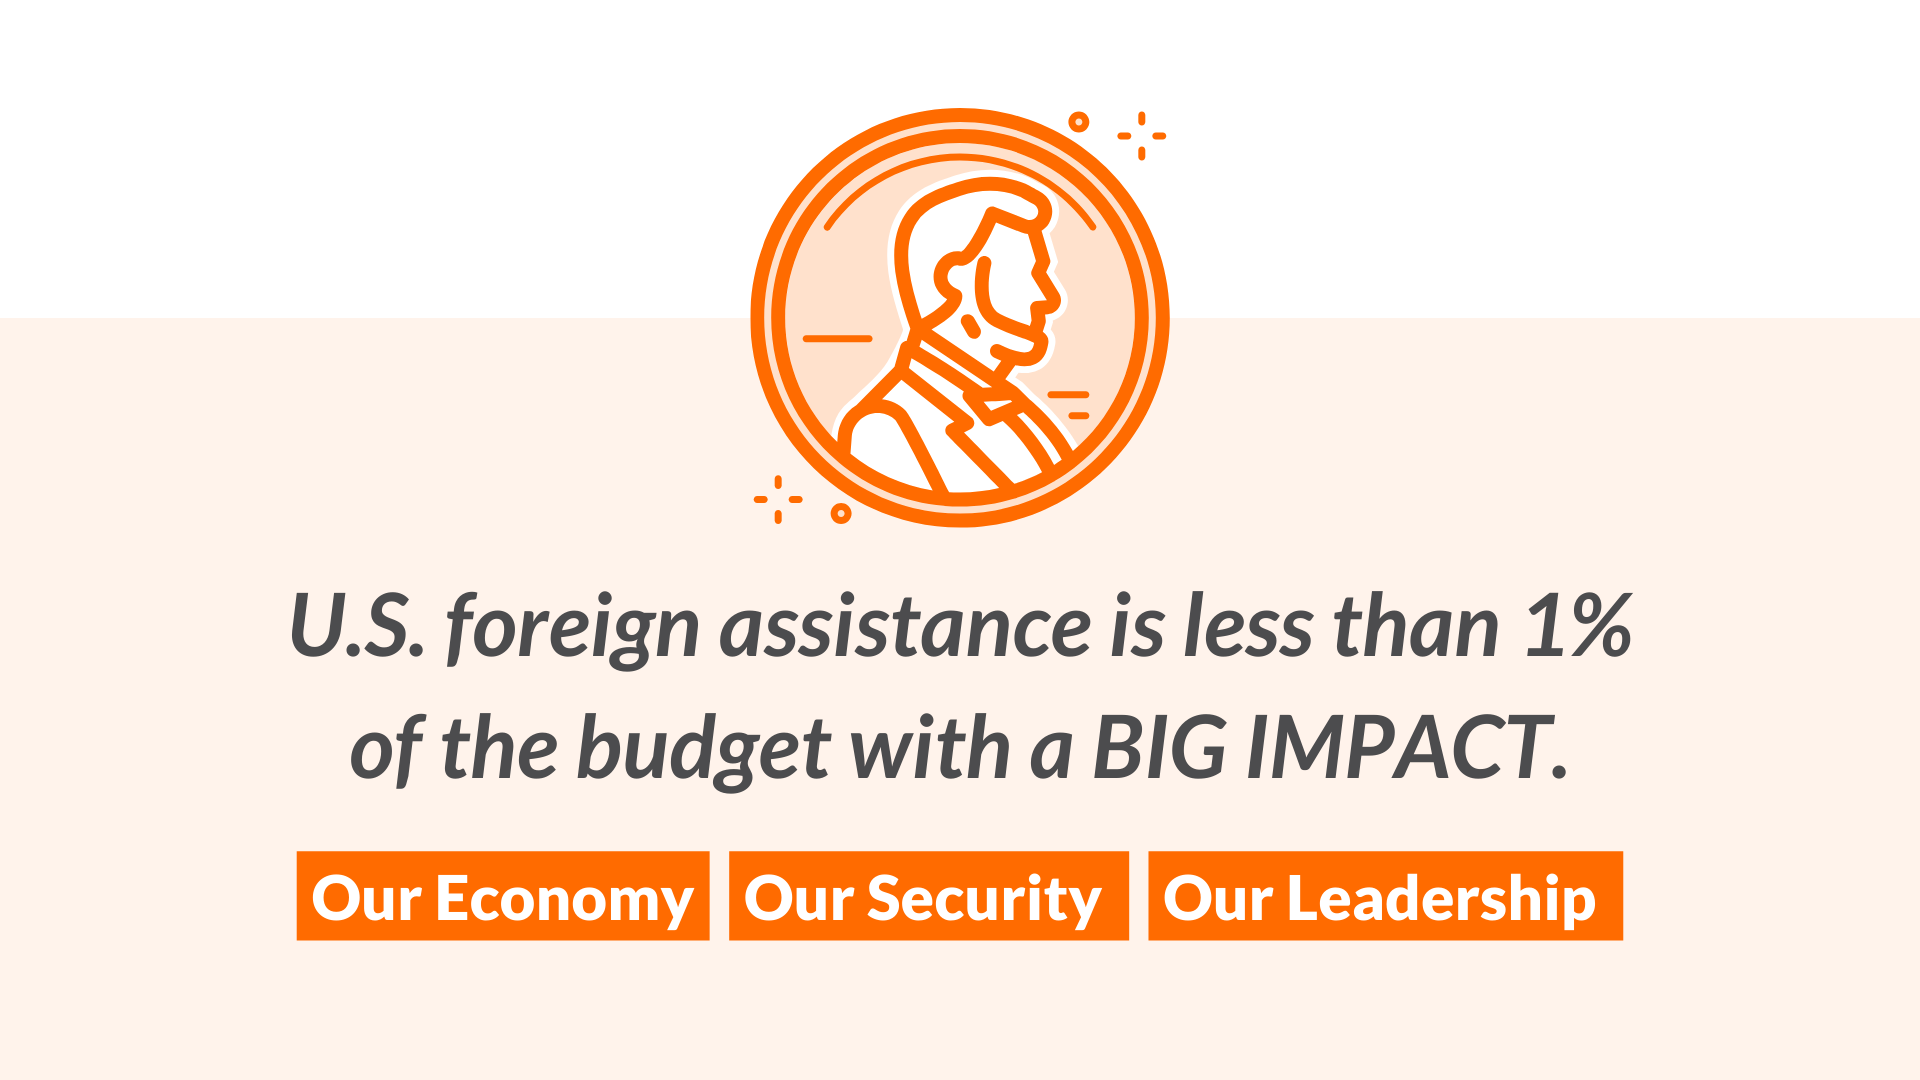 U.S. foreign assistance is less than 1%
of the budget with a BIG IMPACT.
Our Economy Our Security Our Leadership